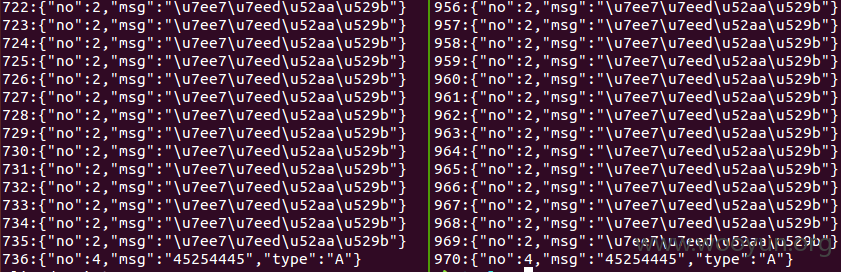 722:{"no":2,"msg":"\u7ee7\u7eed\u52aa\u529b"}
723:{"no":2,"msg":"\u7ee7\u7eed\u52aa\u529b"}
724:{"no":2,"msg":"\u7ee7\u7eed\u52aa\u529b"}
725:{"no":2,"msg":"\u7ee7\u7eed\u52aa\u529b"}
726:{"no":2,"msg":"\u7ee7\u7eed\u52aa\u529b"}
727:{"no":2,"msg":"\u7ee7\u7eed\u52aa\u529b"}
728:{"no":2,"msg":"\u7ee7\u7eed\u52aa\u529b"}
729:{"no":2,"msg":"\u7ee7\u7eed\u52aa\u529b"}
730:{"no":2,"msg":"\u7ee7\u7eed\u52aa\u529b"}
731:{"no":2,"msg":"\u7ee7\u7eed\u52aa\u529b"}
732:{"no":2,"msg":"\u7ee7\u7eed\u52aa\u529b"}
733:{"no":2,"msg":"\u7ee7\u7eed\u52aa\u529b"}
734:{"no":2,"msg":"\u7ee7\u7eed\u52aa\u529b"}
735:{"no":2,"msg":"\u7ee7\u7eed\u52aa\u529b"}
736:{"no":4,"msg":"45254445","type":"A"}
956:{"no":2,"msg":"\u7ee7\u7eed\u52aa\u529b"}
957:{"no":2,"msg":"\u7ee7\u7eed\u52aa\u529b"}
958:{"no":2,"msg":"\u7ee7\u7eed\u52aa\u529b"}
959:{"no":2,"msg":"\u7ee7\u7eed\u52aa\u529b"}
960:{"no":2,"msg":"\u7ee7\u7eed\u52aa\u529b"}
961:{"no":2,"msg":"\u7ee7\u7eed\u52aa\u529b"}
962:{"no":2,"msg":"\u7ee7\u7eed\u52aa\u529b"}
963:{"no":2,"msg":"\u7ee7\u7eed\u52aa\u529b"}
964:{"no":2,"msg":"\u7ee7\u7eed\u52aa\u529b"}
965:{"no":2,"msg":"\u7ee7\u7eed\u52aa\u529b"}
966:{"no":2,"msg":"\u7ee7\u7eed\u52aa\u529b"}
967:{"no":2,"msg":"\u7ee7\u7eed\u52aa\u529b"}
968:{"no":2,"msg":"\u7ee7\u7eed\u52aa\u529b"}
969:{"no":2,"msg":"\u7ee7\u7eed\u52aa\u529b"}
970:{"no":4,"msg":"45254445","type":"A"}
www.wooyun.org